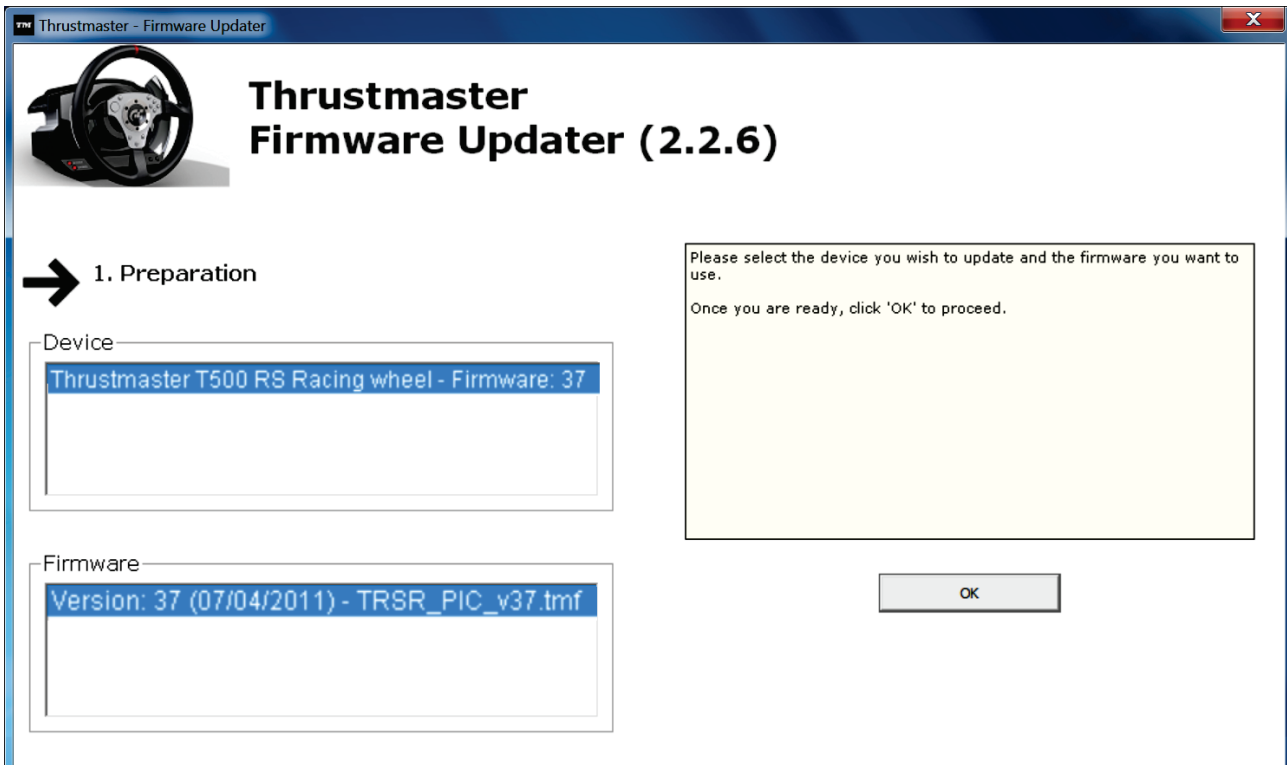 Thrustmaster - Firmware Updater
X
Thrustmaster
Firmware Updater (2.2.6)
1. Preparation
Please select the device you wish to update and the firmware you want to
use.
Once you are ready, click 'OK' to proceed.
Device
Thrustmaster T500 RS Racing wheel - Firmware: 37
Firmware
Version: 37 (07/04/2011) - TRSR_PIC_v37.tmf
OK